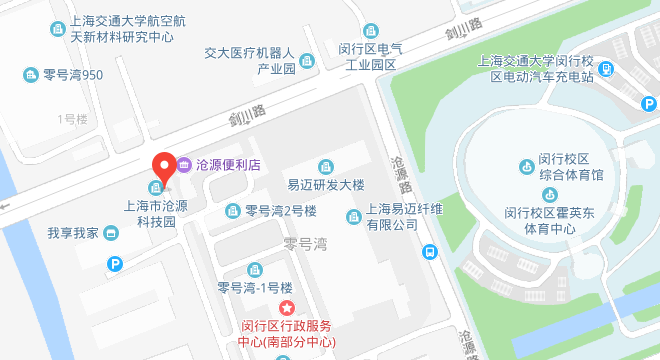 上海交通大学航空航
天新材料研究中心
零号湾950
1号楼
交大医疗机器人
产业园
闵行区电气
工业园区
剑川路
上海交通大学闵行校
区电动汽车充电站
P
剑川路
沧源便利店
上海市沧源
科技园
我享我家
P
零号湾2号楼
易迈研发大楼
上海易迈纤维
有限公司
零号湾
沧源路
闵行校区
综合体育馆
闵行校区霍英东
体育中心
零号湾-1号楼
闵行区行政服务
中心(南部分中心)
沧源路